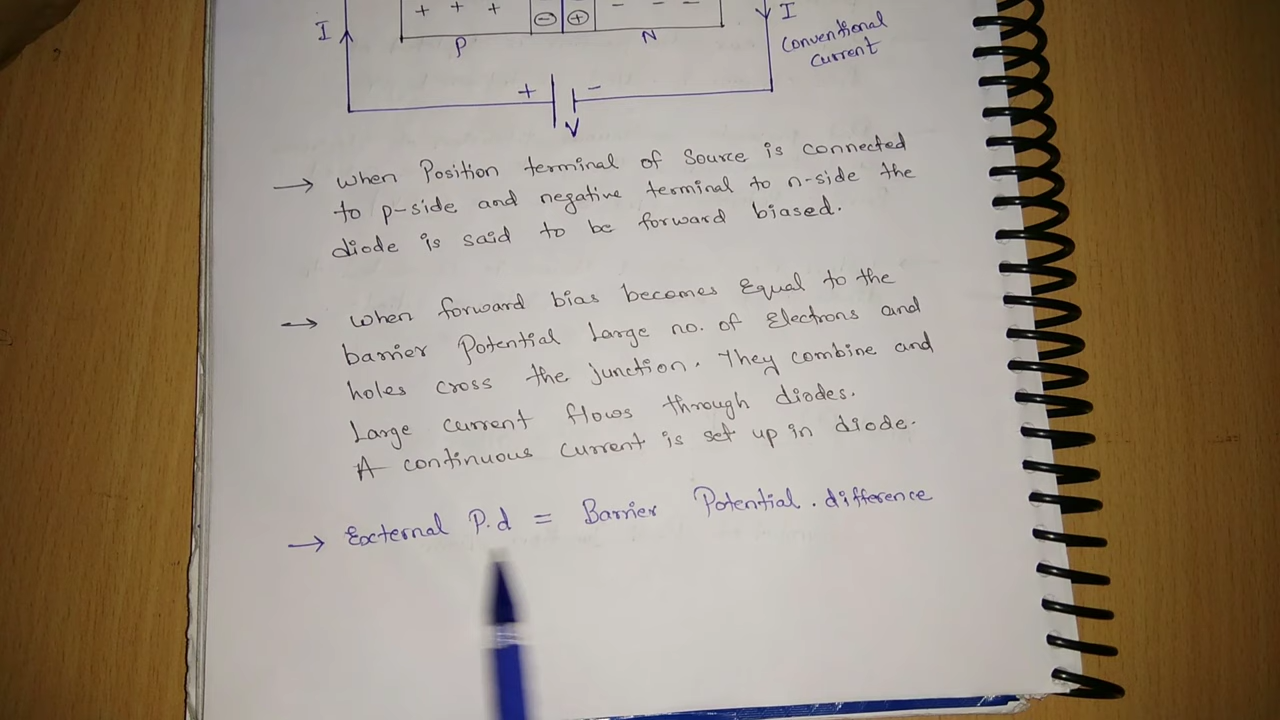 + + + ⊖ ⊕ - - -
I P N I
Conventional
Current
+ -
V
→ When Position terminal of Source is connected
to p-side and negative terminal to n-side the
diode is said to be forward biased.
→ When forward bias becomes Equal to the
barrier Potential Large no. of Electrons and
holes cross the junction. They combine and
Large current flows through diodes.
A continuous current is set up in diode.
→ External P.d = Barrier Potential. difference